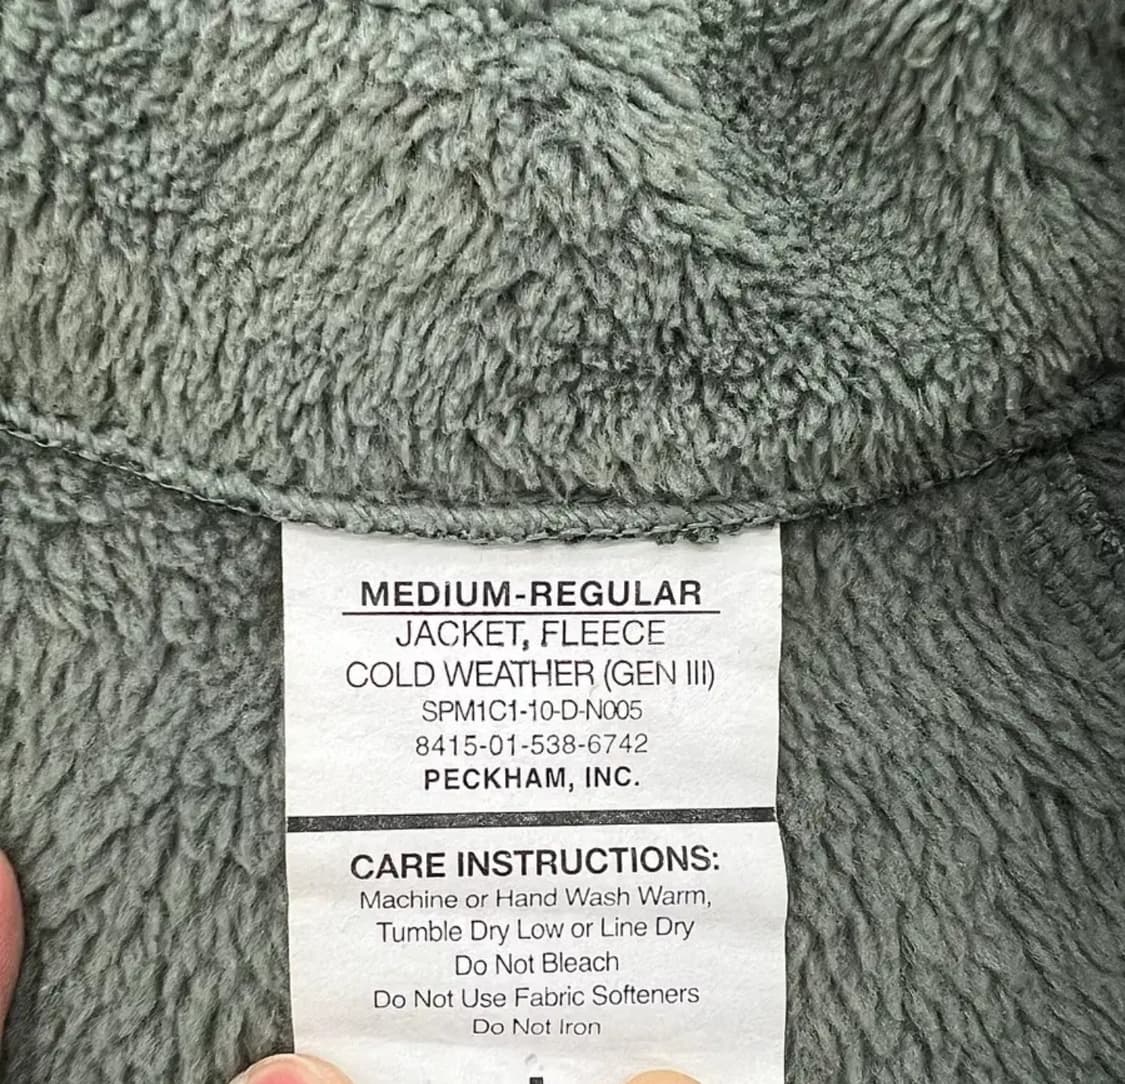 MEDIUM-REGULAR
JACKET, FLEECE
COLD WEATHER (GEN III)
SPM1C1-10-D-N005
8415-01-538-6742
PECKHAM, INC.
CARE INSTRUCTIONS:
Machine or Hand Wash Warm,
Tumble Dry Low or Line Dry
Do Not Bleach
Do Not Use Fabric Softeners
Do Not Iron